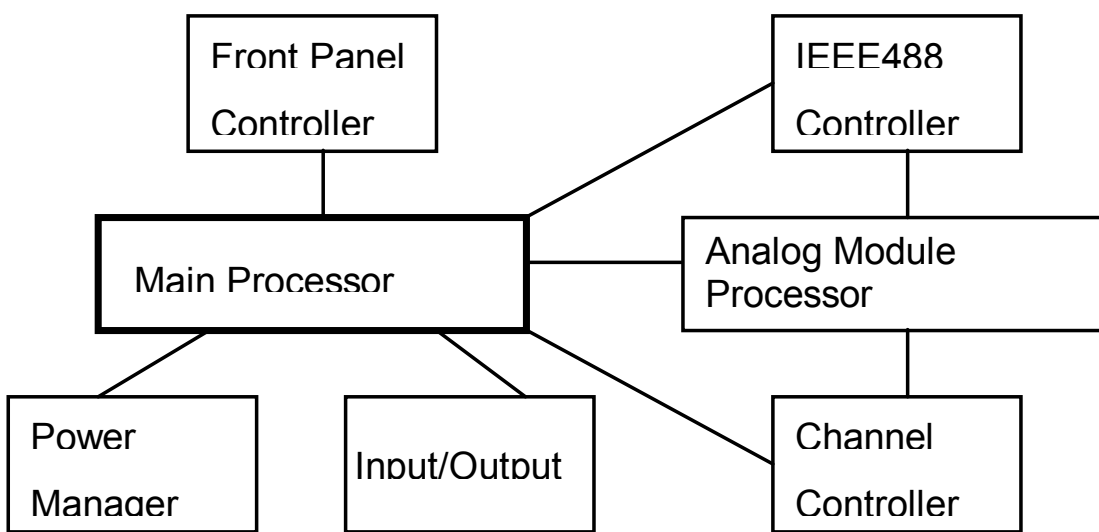 Front Panel
Controller
IEEE488
Controller
Main Processor
Analog Module
Processor
Power
Manager
Input/Output
Channel
Controller